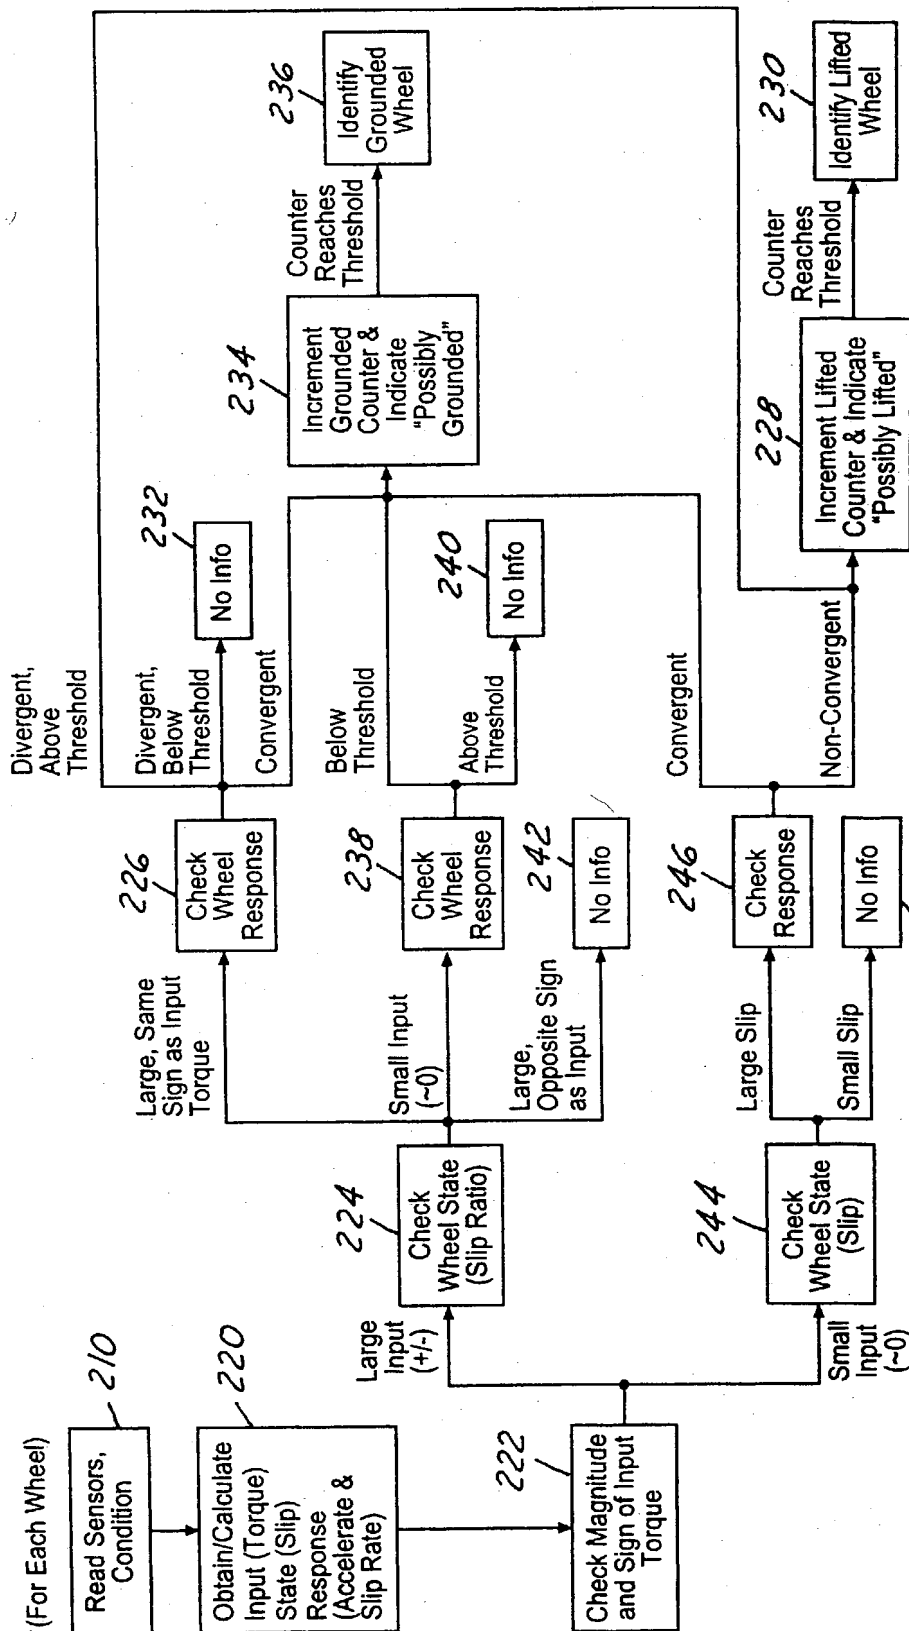 (For Each Wheel)
210
Read Sensors,
Condition
220
Obtain/Calculate
Input (Torque)
State (Slip)
Response
(Accelerate &
Slip Rate)
222
Check Magnitude
and Sign of Input
Torque
Large
Input
(+/-)
Small
Input
(~0)
224
Check
Wheel State
(Slip Ratio)
244
Check
Wheel State
(Slip)
Large, Same
Sign as Input
Torque
Small Input
(~0)
Large,
Opposite Sign
as Input
Large Slip
Small Slip
226
Check
Wheel
Response
238
Check
Wheel
Response
242
No Info
246
Check
Response
No Info
Divergent,
Above
Threshold
Divergent,
Below
Threshold
Convergent
Below
Threshold
Above
Threshold
Convergent
Non-Convergent
232
No Info
240
No Info
234
Increment
Grounded
Counter &
Indicate
“Possibly
Grounded”
228
Increment Lifted
Counter & Indicate
“Possibly Lifted”
Counter
Reaches
Threshold
Counter
Reaches
Threshold
236
Identify
Grounded
Wheel
230
Identify Lifted
Wheel